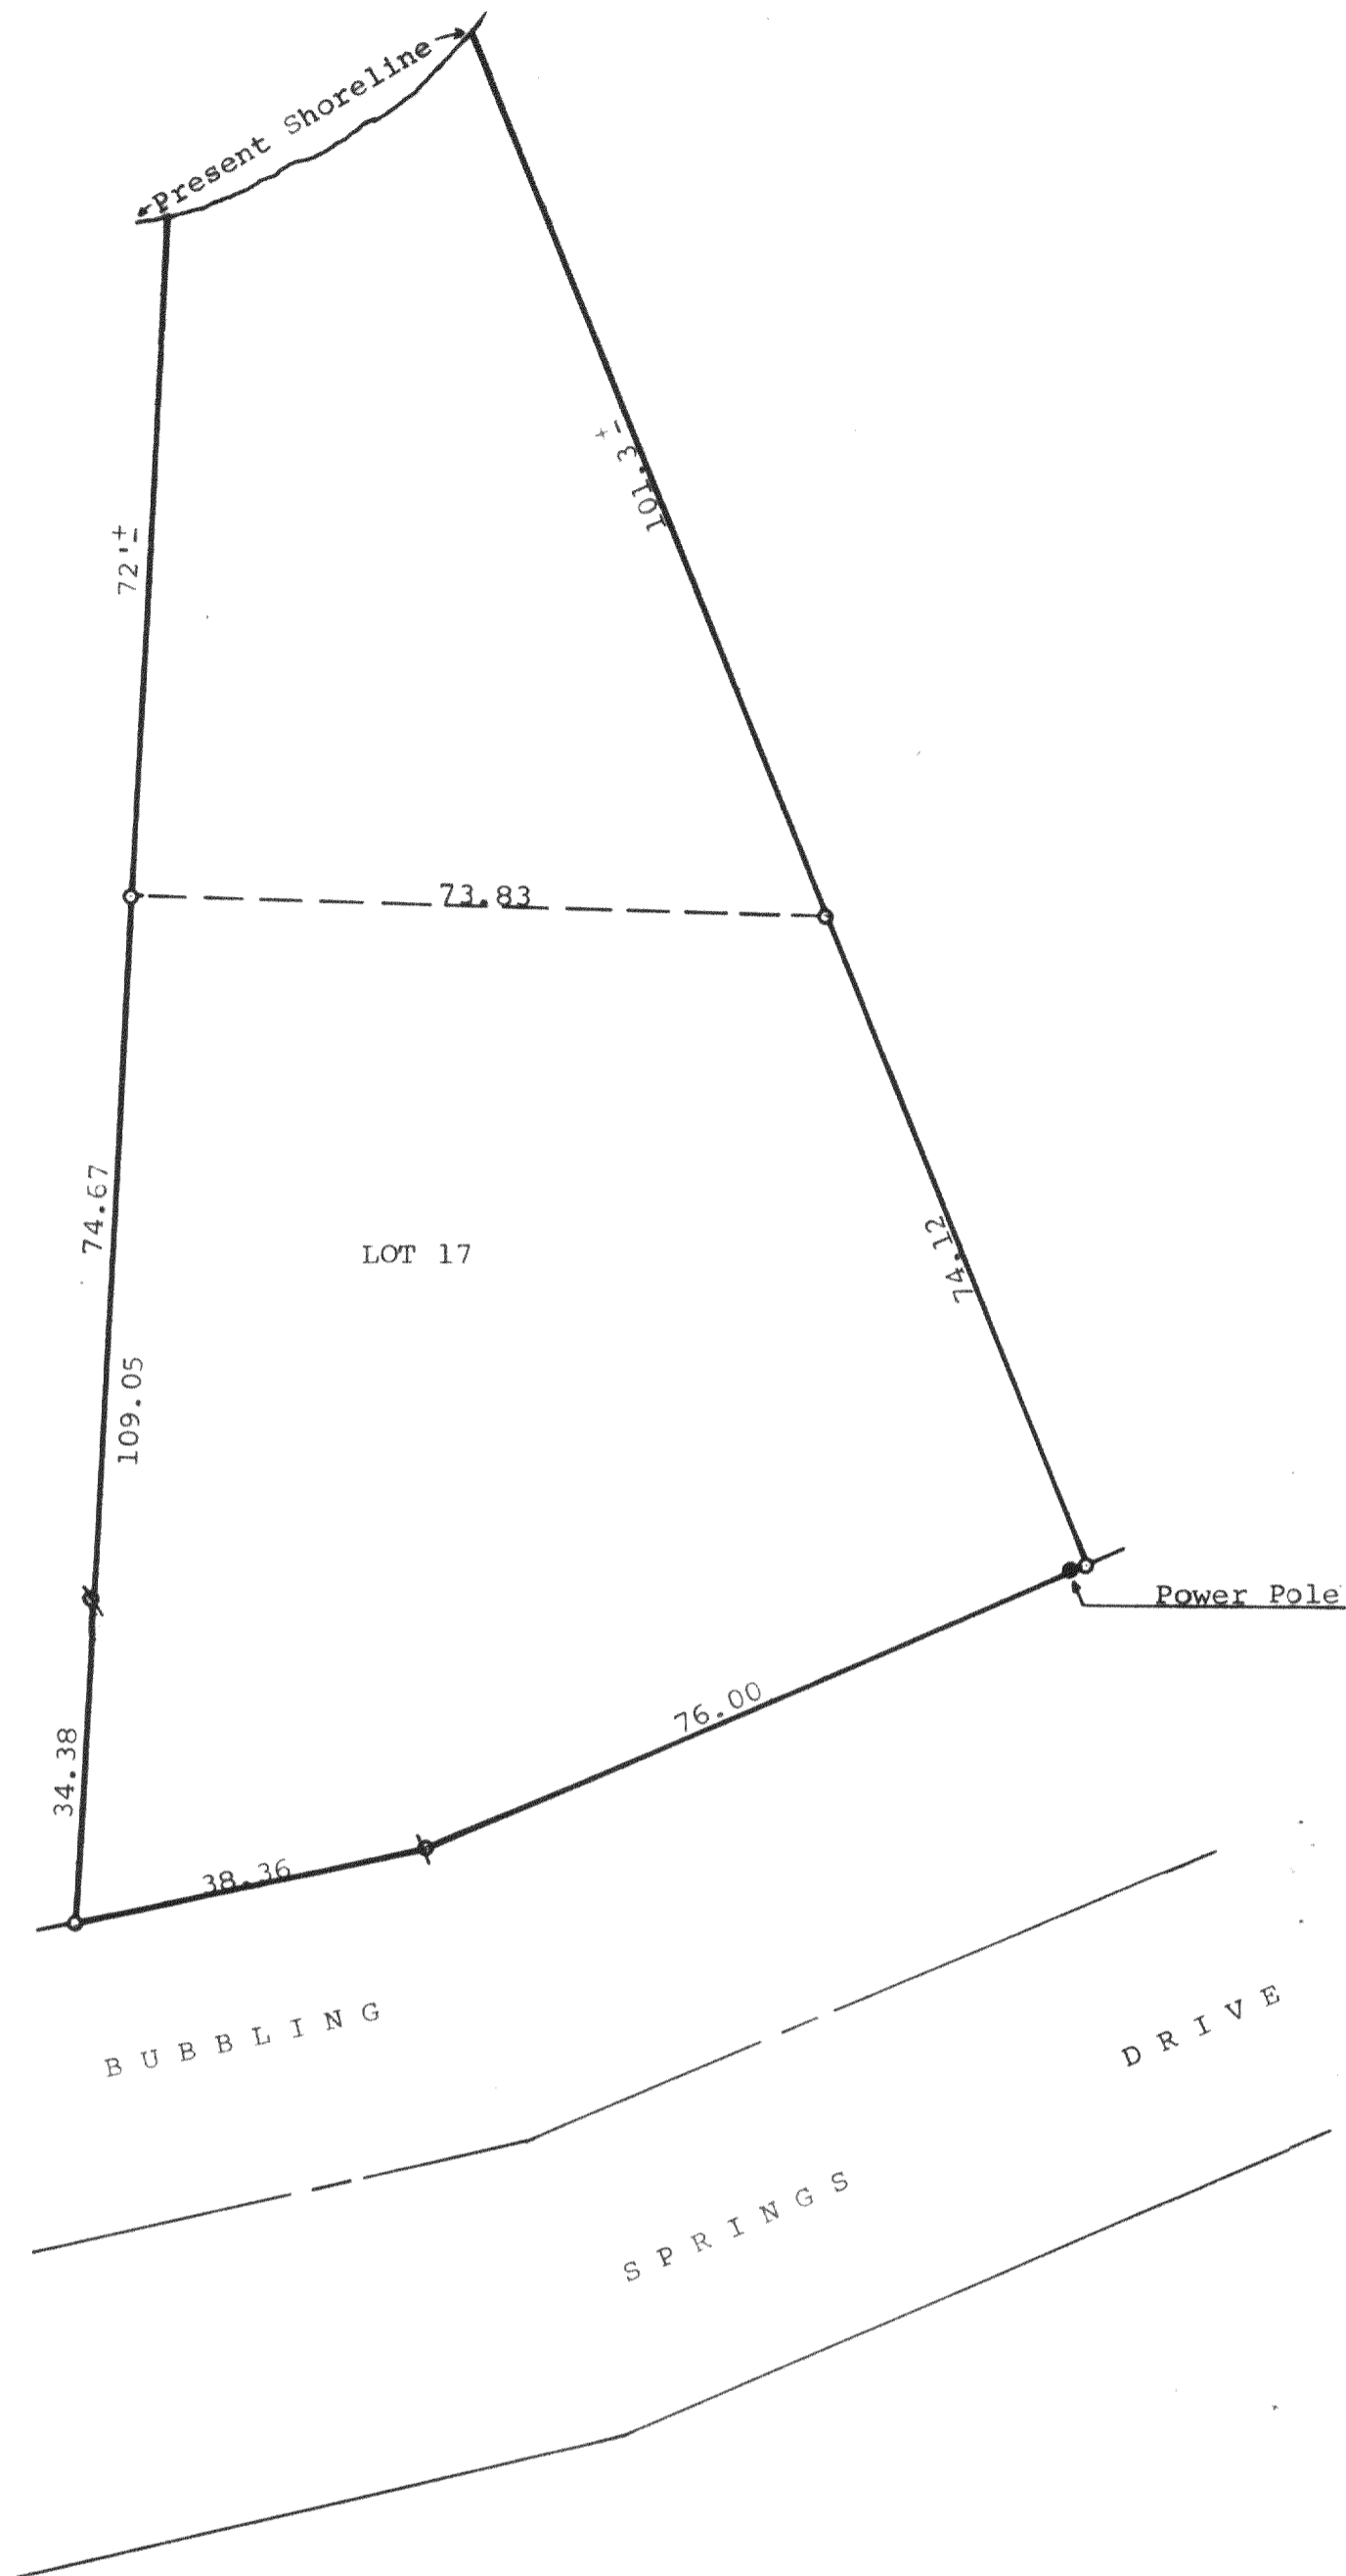 Present Shoreline
101.3±
72'±
73.83
74.67
74.12
LOT 17
109.05
Power Pole
76.00
34.38
38.36
BUBBLING
DRIVE
SPRINGS